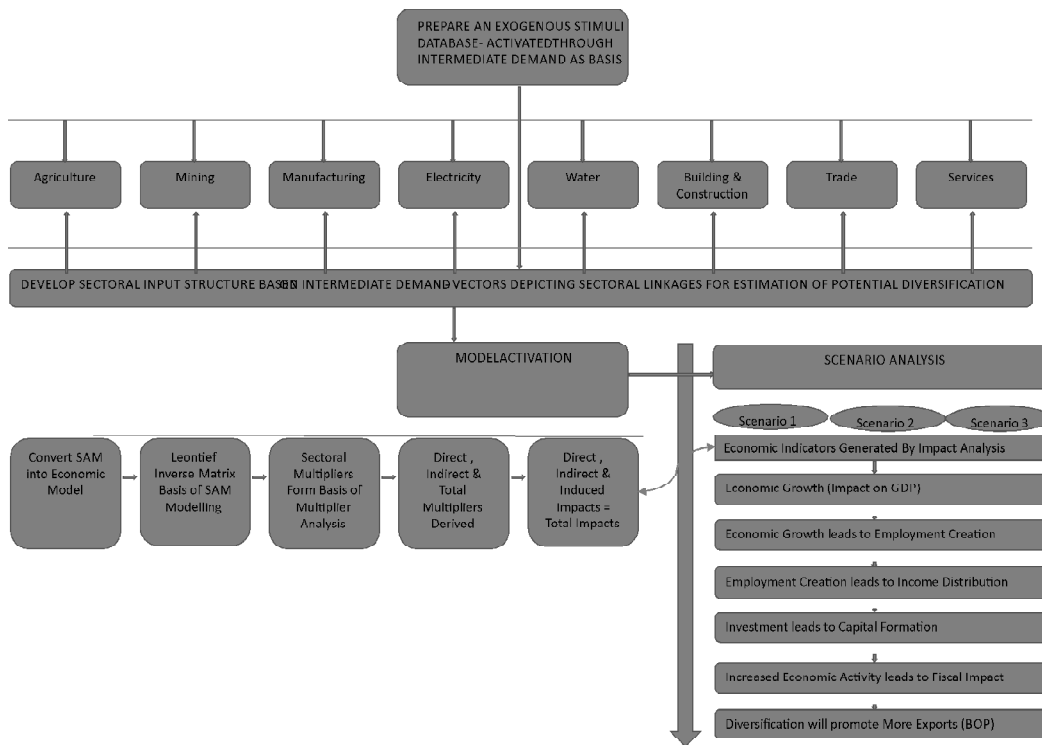 PREPARE AN EXOGENOUS STIMULI
DATABASE- ACTIVATEDTHROUGH
INTERMEDIATE DEMAND AS BASIS
Agriculture
Mining
Manufacturing
Electricity
Water
Building &
Construction
Trade
Services
DEVELOP SECTORAL INPUT STRUCTURE BASED ON INTERMEDIATE DEMAND VECTORS DEPICTING SECTORAL LINKAGES FOR ESTIMATION OF POTENTIAL DIVERSIFICATION
MODELACTIVATION
SCENARIO ANALYSIS
Scenario 1
Scenario 2
Scenario 3
Convert SAM
into Economic
Model
Leontief
Inverse Matrix
Basis of SAM
Modelling
Sectoral
Multipliers
Form Basis of
Multiplier
Analysis
Direct ,
Indirect &
Total
Multipliers
Derived
Direct ,
Indirect &
Induced
Impacts =
Total Impacts
Economic Indicators Generated By Impact Analysis
Economic Growth (Impact on GDP)
Economic Growth leads to Employment Creation
Employment Creation leads to Income Distribution
Investment leads to Capital Formation
Increased Economic Activity leads to Fiscal Impact
Diversification will promote More Exports (BOP)